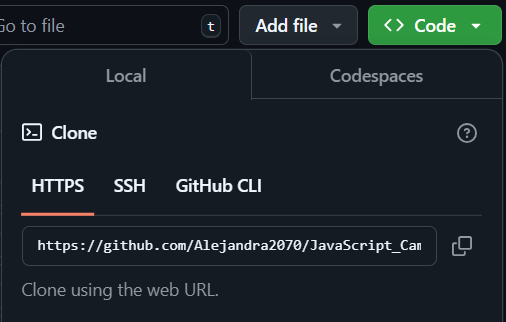 Go to file t Add file <> Code
Local Codespaces
Clone
HTTPS SSH GitHub CLI
https://github.com/Alejandra2070/JavaScript_Cam
Clone using the web URL.